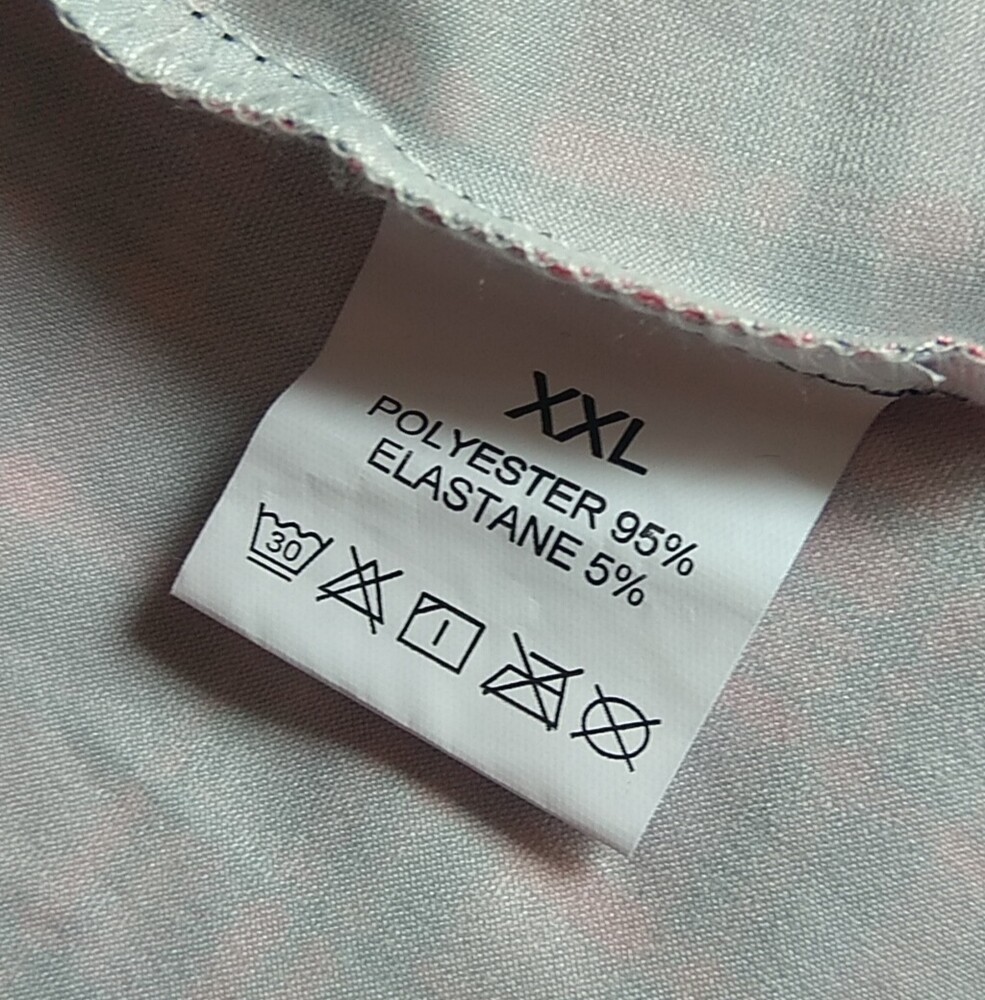 XXL
POLYESTER 95%
ELASTANE 5%
30